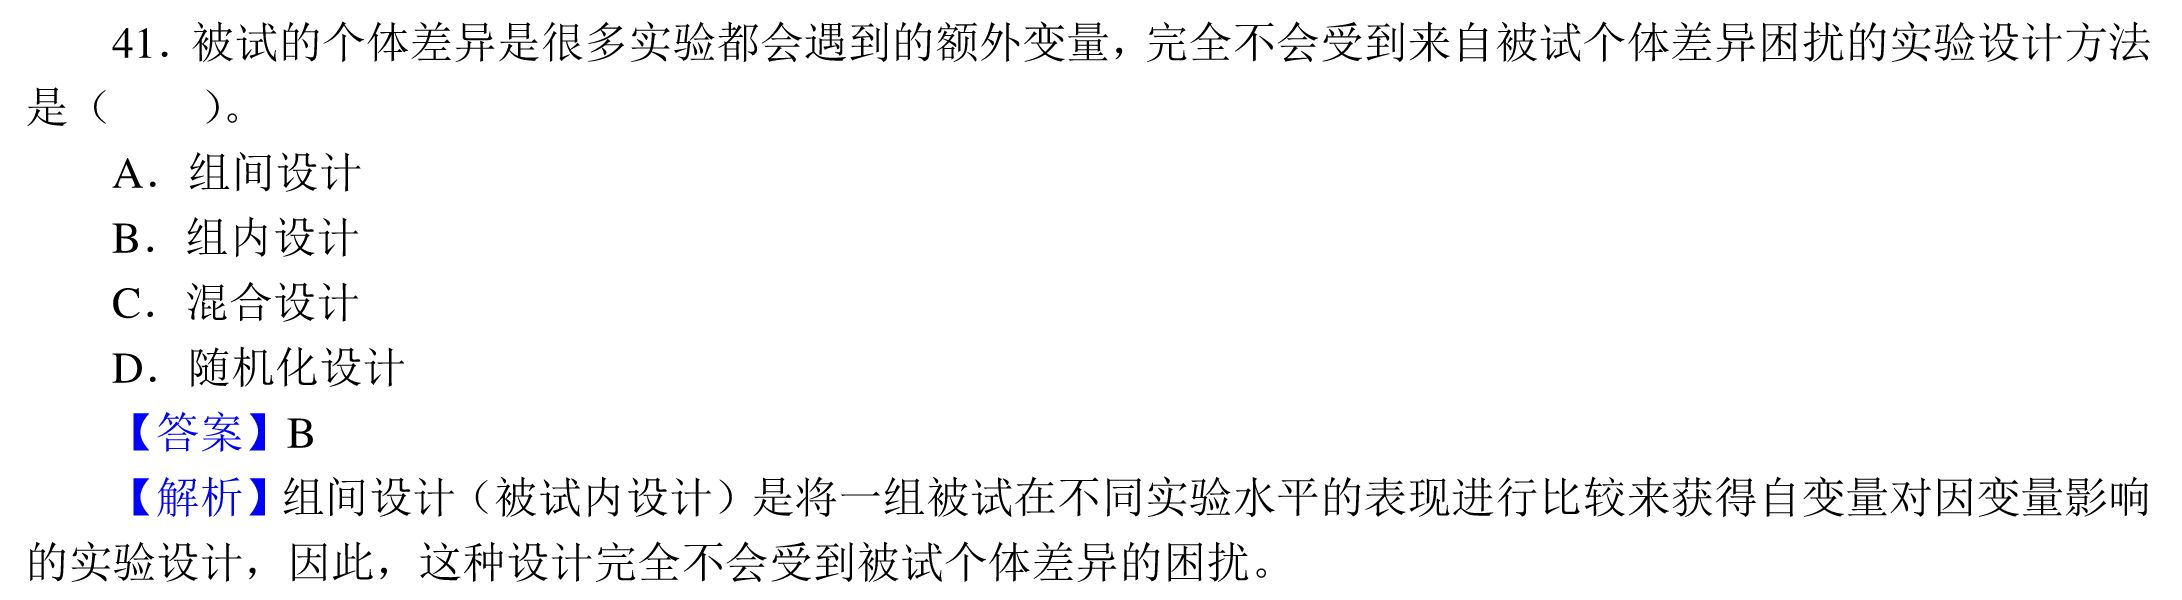 41．被试的个体差异是很多实验都会遇到的额外变量，完全不会受到来自被试个体差异困扰的实验设计方法
是（　　）。
A．组间设计
B．组内设计
C．混合设计
D．随机化设计
【答案】B
【解析】组间设计（被试内设计）是将一组被试在不同实验水平的表现进行比较来获得自变量对因变量影响
的实验设计，因此，这种设计完全不会受到被试个体差异的困扰。